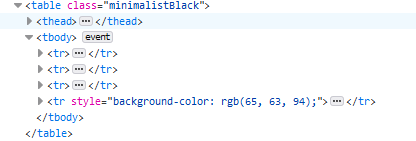 <table class="minimalistBlack">
<thead> ••• </thead>
<tbody> event
<tr> ••• </tr>
<tr> ••• </tr>
<tr> ••• </tr>
<tr style="background-color: rgb(65, 63, 94);"> ••• </tr>
</tbody>
</table>